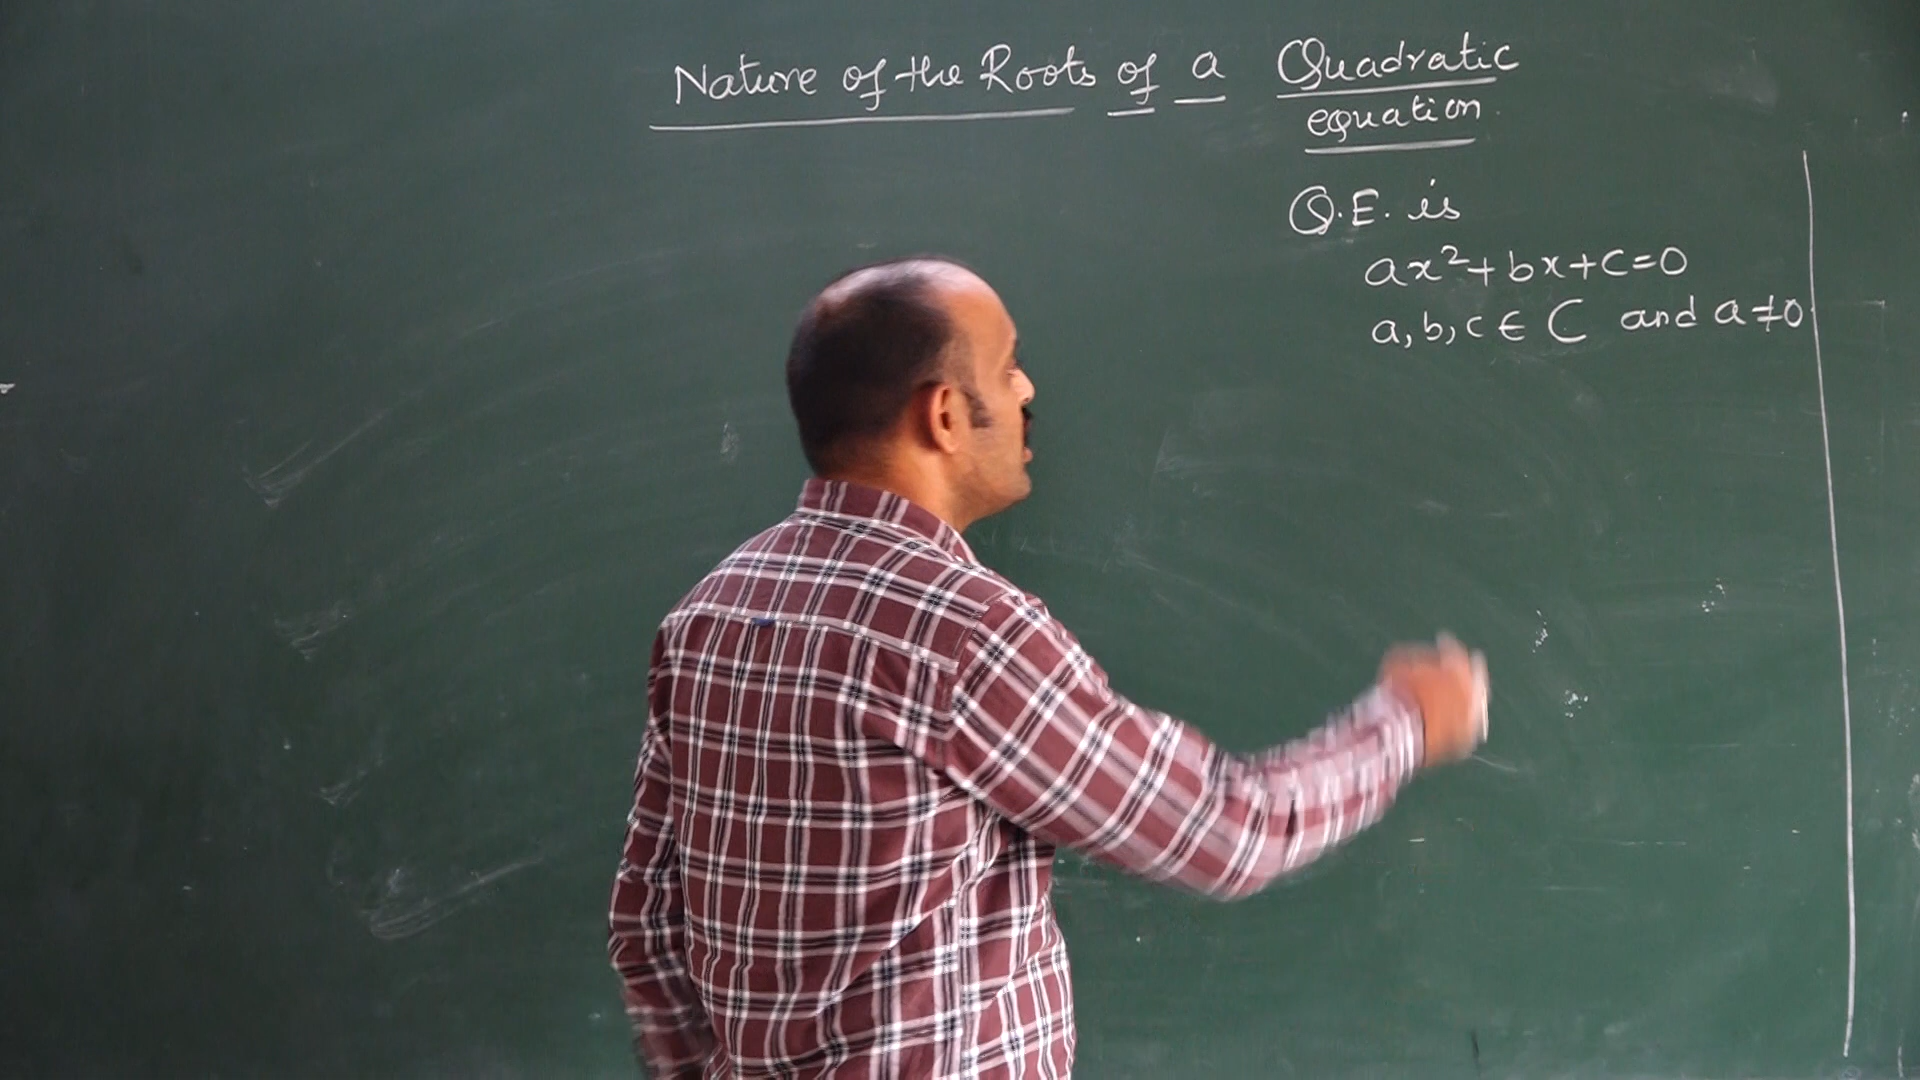 Nature of the Roots of a Quadratic
equation.
Q.E. is
ax²+bx+c=0
a, b, c ∈ C and a≠0